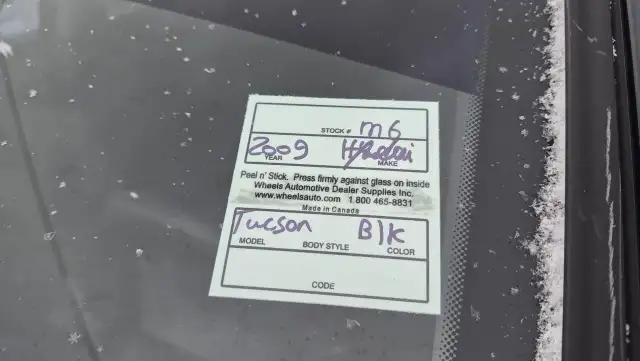 STOCK # M6
2009 Hyundai
YEAR MAKE
Peel n' Stick. Press firmly against glass on inside
Wheels Automotive Dealer Supplies Inc.
www.wheelsauto.com 1 800 465-8831
Made in Canada
Tucson Blk
MODEL BODY STYLE COLOR
CODE